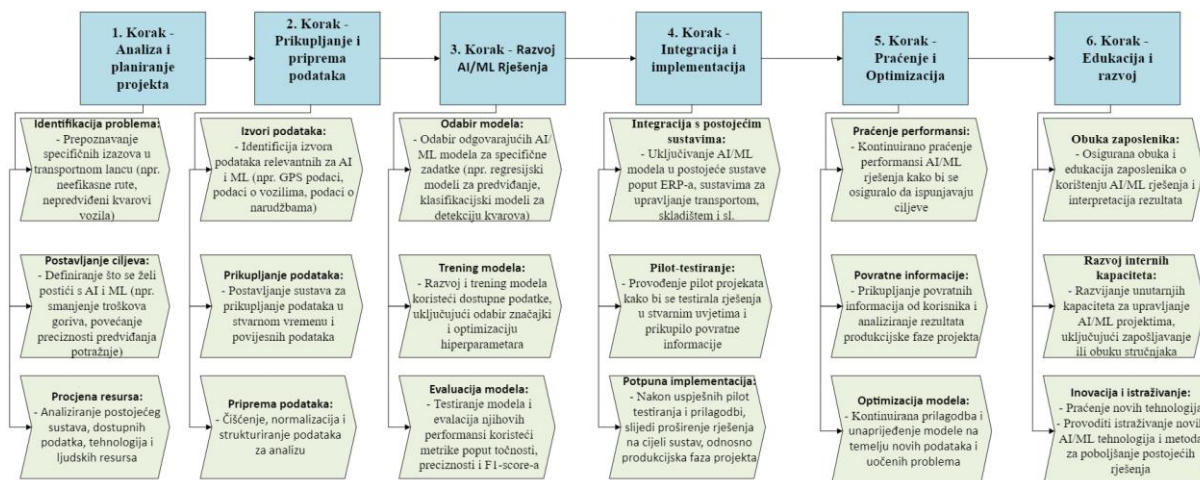 1. Korak -
Analiza i
planiranje
projekta
2. Korak -
Prikupljanje i
priprema
podataka
3. Korak - Razvoj
AI/ML Rješenja
4. Korak -
Integracija i
implementacija
5. Korak -
Praćenje i
Optimizacija
6. Korak -
Edukacija i
razvoj
Identifikacija problema:
- Prepoznavanje
specifičnih izazova u
transportnom lancu (npr.
neefikasne rute,
nepredviđeni kvarovi
vozila)
Postavljanje ciljeva:
- Definiranje što se želi
postići s AI i ML (npr.
smanjenje troškova
goriva, povećanje
preciznosti predviđanja
potražnje)
Procjena resursa:
- Analiziranje postojećeg
sustava, dostupnih
podatka, tehnologija i
ljudskih resursa
Izvori podataka:
- Identificija izvora
podataka relevantnih za AI
i ML (npr. GPS podaci,
podaci o vozilima, podaci o
narudžbama)
Prikupljanje podataka:
- Postavljanje sustava za
prikupljanje podataka u
stvarnom vremenu i
povijesnih podataka
Priprema podataka:
- Čišćenje, normalizacija i
strukturiranje podataka
za analizu
Odabir modela:
- Odabir odgovarajućih AI/
ML modela za specifične
zadatke (npr. regresijski
modeli za predviđanje,
klasifikacijski modeli za
detekciju kvarova)
Trening modela:
- Razvoj i trening modela
koristeći dostupne podatke,
uključujući odabir značajki
i optimizaciju
hiperparametara
Evaluacija modela:
- Testiranje modela i
evalacija njihovih
performansi koristeći
metrike poput točnosti,
preciznosti i F1-score-a
Integracija s postojećim
sustavima:
- Uključivanje AI/ML
modela u postojeće sustave
poput ERP-a, sustavima za
upravljanje transportom,
skladištem i sl.
Pilot-testiranje:
- Provođenje pilot projekata
kako bi se testirala rješenja
u stvarnim uvjetima i
prikupilo povratne
informacije
Potpuna implementacija:
- Nakon uspješnih pilot
testiranja i prilagodbi,
slijedi proširenje rješenja
na cijeli sustav, odnosno
produkcijska faza projekta
Praćenje performansi:
- Kontinuirano praćenje
performansi AI/ML
rješenja kako bi se
osiguralo da ispunjavaju
ciljeve
Povratne informacije:
- Prikupljanje povratnih
informacija od korisnika i
analiziranje rezultata
produkcijske faze projekta
Optimizacija modela:
- Kontinuirana prilagodba i
unaprijeđenje modele na
temelju novih podataka i
uočenih problema
Obuka zaposlenika:
- Osigurana obuka i
edukacija zaposlenika o
korištenju AI/ML rješenja i
interpretacija rezultata
Razvoj internih
kapaciteta:
- Razvijanje unutarnjih
kapaciteta za upravljanje
AI/ML projektima,
uključujući zapošljavanje
ili obuku stručnjaka
Inovacija i istraživanje:
- Praćenje novih tehnologija
- Provoditi istraživanje novih
AI/ML tehnologija i metoda
za poboljšanje postojećih
rješenja